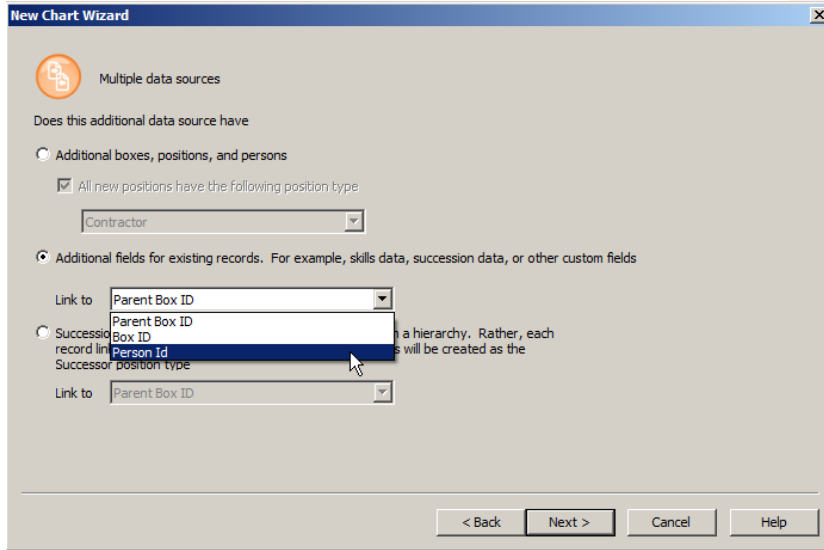 New Chart Wizard
Multiple data sources
Does this additional data source have
Additional boxes, positions, and persons
All new positions have the following position type
Contractor
Additional fields for existing records. For example, skills data, succession data, or other custom fields
Link to Parent Box ID
Parent Box ID
Box ID
Person Id
Successio a hierarchy. Rather, each
record lin s will be created as the
Successor position type
Link to Parent Box ID
< Back Next > Cancel Help